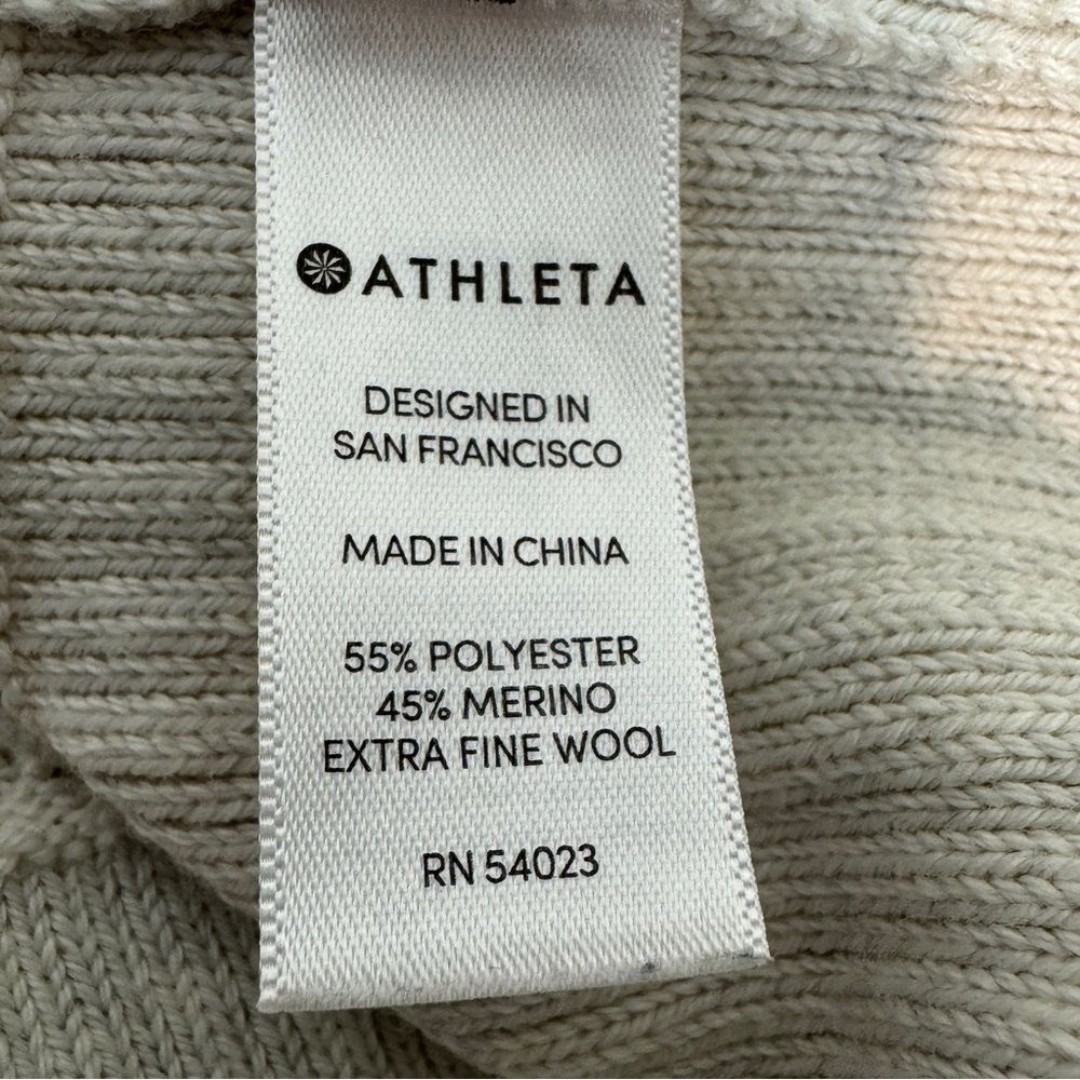 ATHLETA
DESIGNED IN
SAN FRANCISCO
MADE IN CHINA
55% POLYESTER
45% MERINO
EXTRA FINE WOOL
RN 54023